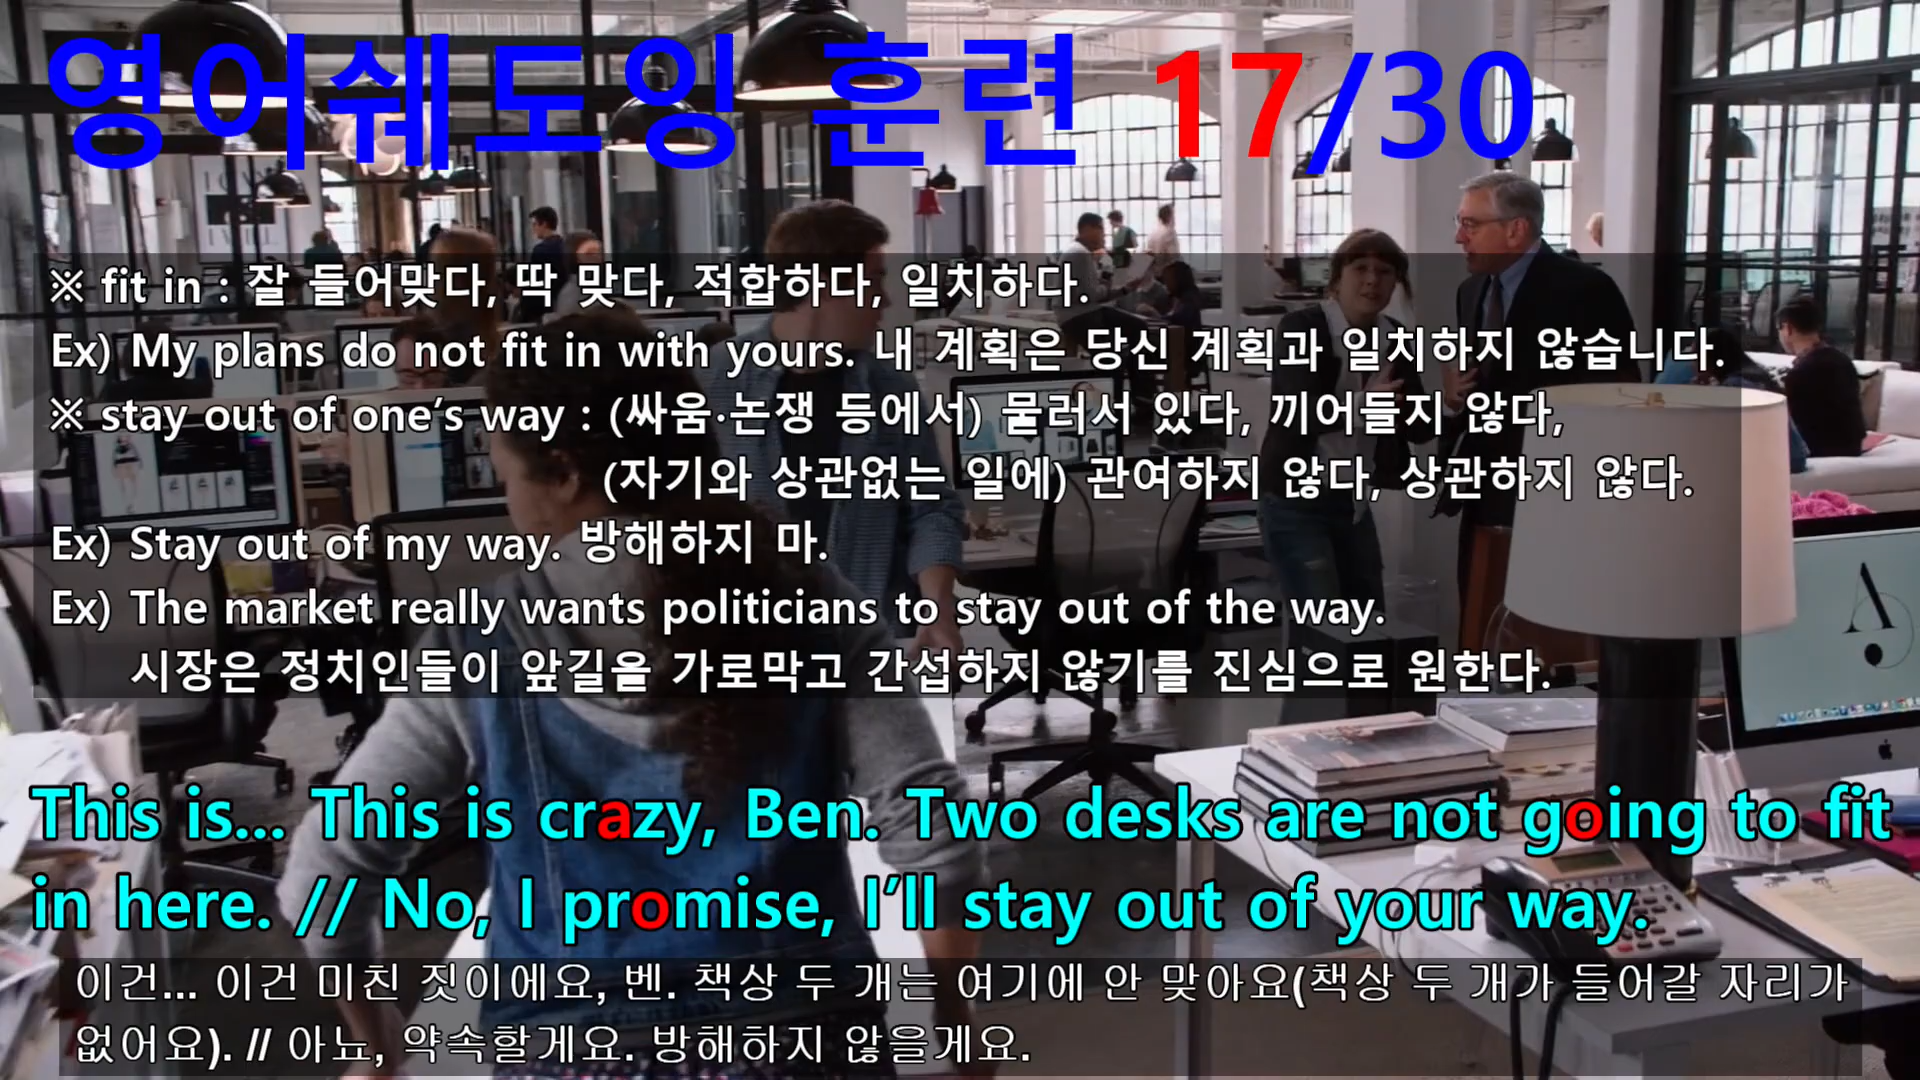 영어쉐도잉 훈련 17/30
※ fit in : 잘 들어맞다, 딱 맞다, 적합하다, 일치하다.
Ex) My plans do not fit in with yours. 내 계획은 당신 계획과 일치하지 않습니다.
※ stay out of one’s way : (싸움·논쟁 등에서) 물러서 있다, 끼어들지 않다,
(자기와 상관없는 일에) 관여하지 않다, 상관하지 않다.
Ex) Stay out of my way. 방해하지 마.
Ex) The market really wants politicians to stay out of the way.
시장은 정치인들이 앞길을 가로막고 간섭하지 않기를 진심으로 원한다.
This is... This is crazy, Ben. Two desks are not going to fit
in here. // No, I promise, I’ll stay out of your way.
이건... 이건 미친 짓이에요, 벤. 책상 두 개는 여기에 안 맞아요(책상 두 개가 들어갈 자리가
없어요). // 아뇨, 약속할게요. 방해하지 않을게요.